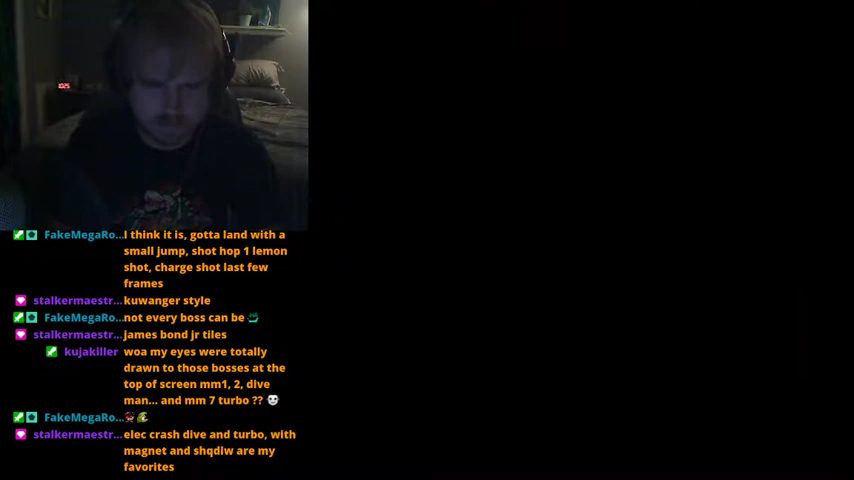 FakeMegaRo... I think it is, gotta land with a
small jump, shot hop 1 lemon
shot, charge shot last few
frames
stalkermaestr... kuwanger style
FakeMegaRo... not every boss can be
stalkermaestr... james bond jr tiles
kujakiller woa my eyes were totally
drawn to those bosses at the
top of screen mm1, 2, dive
man... and mm 7 turbo ??
FakeMegaRo...
stalkermaestr... elec crash dive and turbo, with
magnet and shqdlw are my
favorites